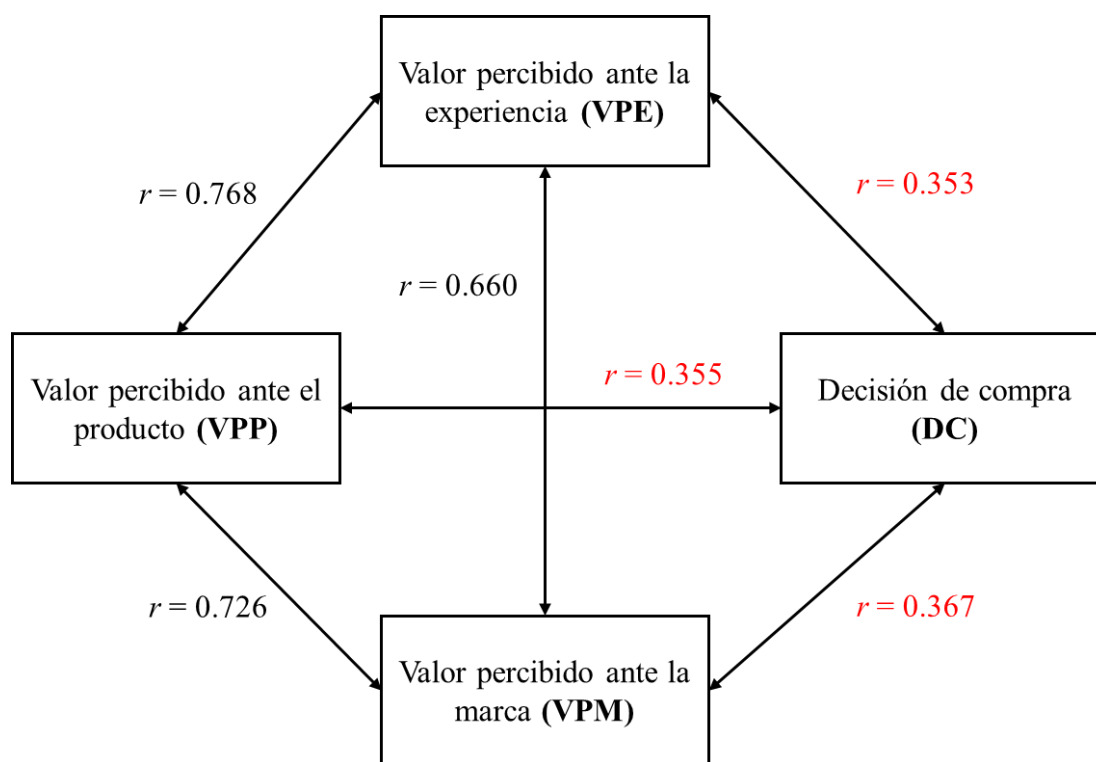 Valor percibido ante la
experiencia (VPE)
r = 0.768
r = 0.353
r = 0.660
Valor percibido ante el
producto (VPP)
r = 0.355
Decisión de compra
(DC)
r = 0.726
r = 0.367
Valor percibido ante la
marca (VPM)